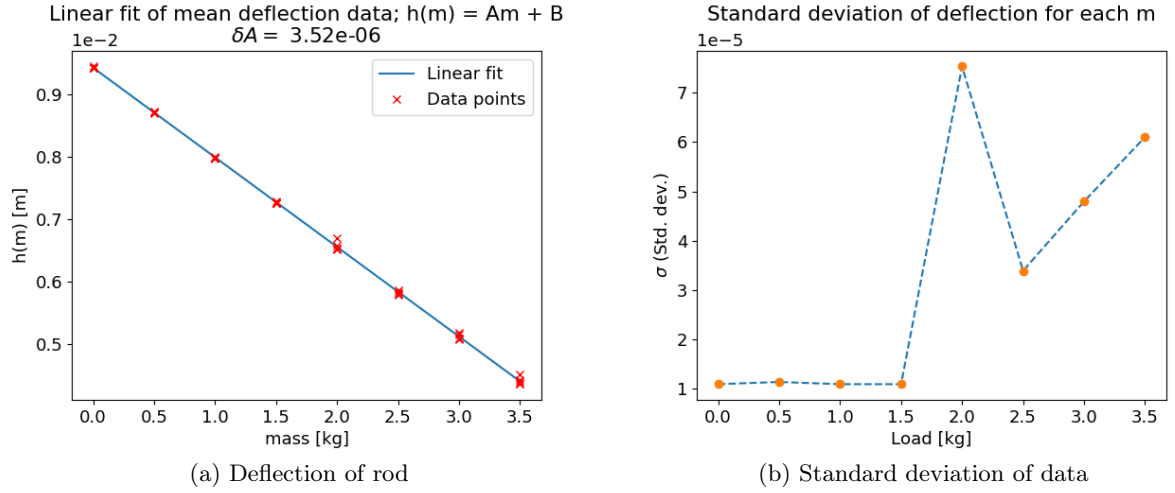 Linear fit of mean deflection data; h(m) = Am + B
δA = 3.52e-06
1e−2
0.9
0.8
0.7
0.6
0.5
h(m) [m]
Linear fit
Data points
0.0 0.5 1.0 1.5 2.0 2.5 3.0 3.5
mass [kg]
(a) Deflection of rod
Standard deviation of deflection for each m
1e−5
7
6
5
4
3
2
1
σ (Std. dev.)
0.0 0.5 1.0 1.5 2.0 2.5 3.0 3.5
Load [kg]
(b) Standard deviation of data